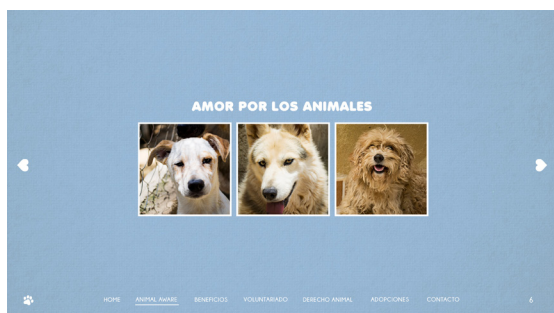 AMOR POR LOS ANIMALES
HOME ANIMAL AWARE BENEFICIOS VOLUNTARIADO DERECHO ANIMAL ADOPCIONES CONTACTO 6